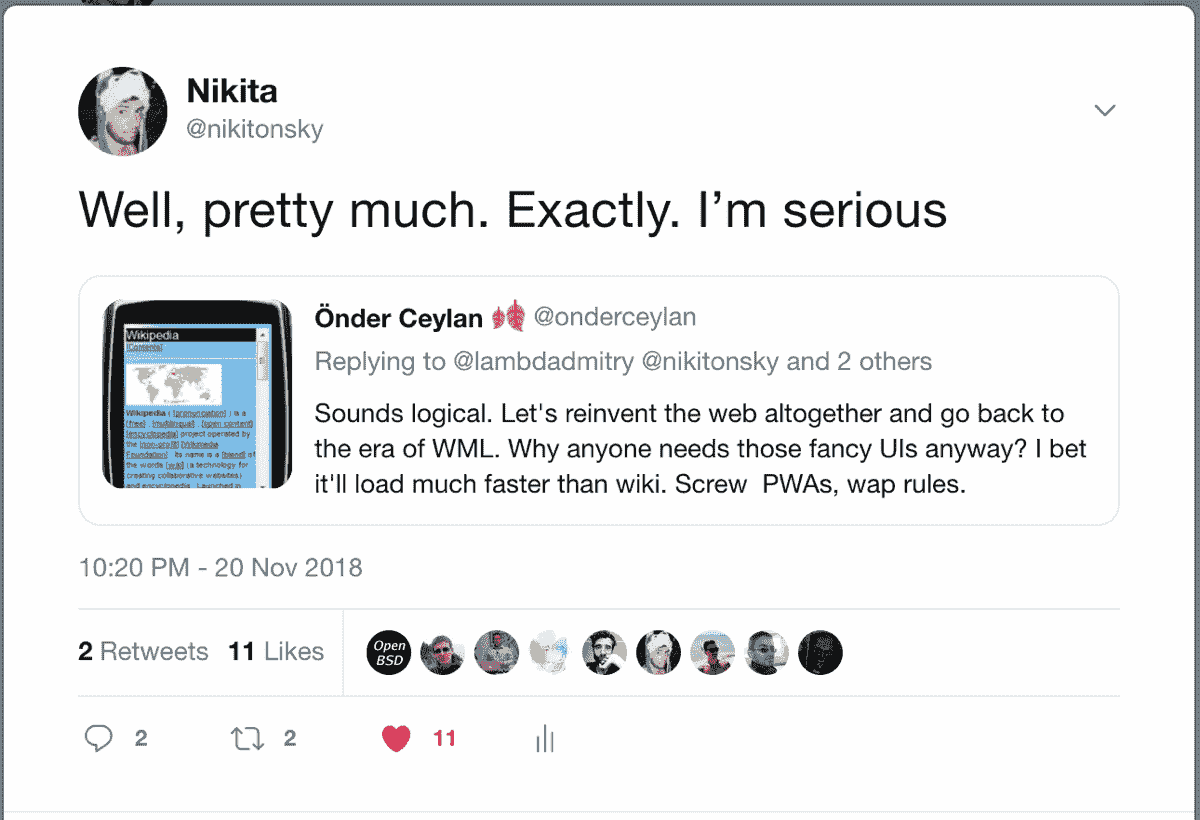 Nikita
@nikitonsky
Well, pretty much. Exactly. I’m serious
Önder Ceylan @onderceylan
Replying to @lambdadmitry @nikitonsky and 2 others
Sounds logical. Let's reinvent the web altogether and go back to
the era of WML. Why anyone needs those fancy UIs anyway? I bet
it'll load much faster than wiki. Screw  PWAs, wap rules.
Wikipedia
[Contents]
Wikipedia ( [pronunciation] ) is a
[free] , [multilingual] , [open content]
[encyclopedia] project operated by
the [non-profit] [Wikimedia
Foundation] . Its name is a [blend] of
the words [wiki] (a technology for
creating collaborative websites)
and encyclopedia . Launched in
10:20 PM - 20 Nov 2018
2 Retweets 11 Likes
Open
BSD
2 2 11